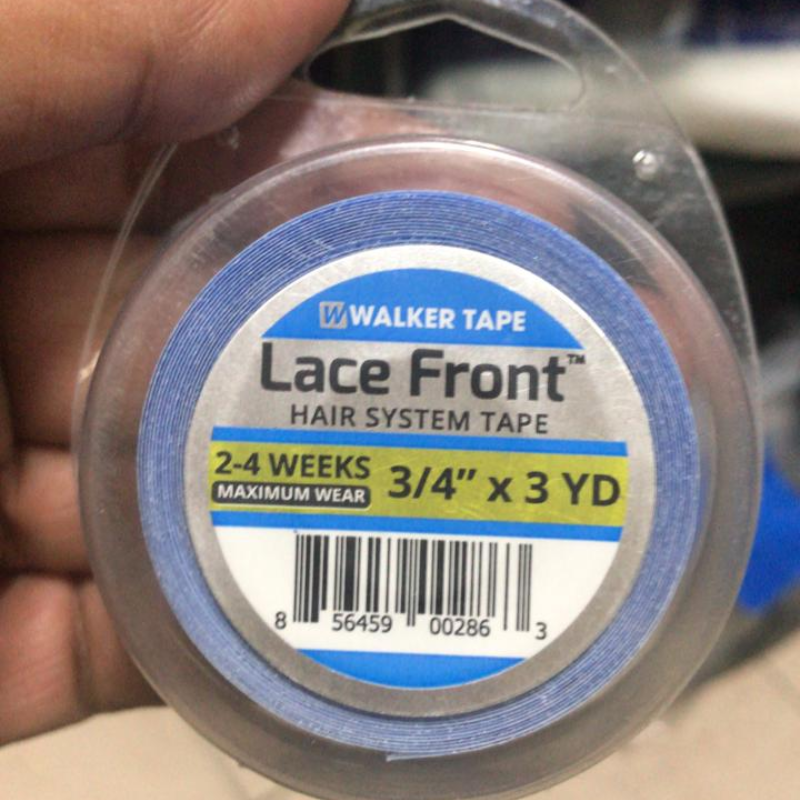 W WALKER TAPE
Lace Front™
HAIR SYSTEM TAPE
2-4 WEEKS
MAXIMUM WEAR
3/4" x 3 YD
8 56459 00286 3